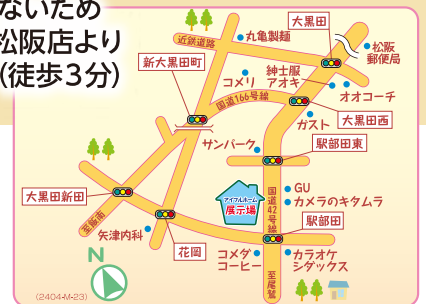 ないため
松阪店より
(徒歩3分)
近鉄道路
丸亀製麺
大黒田
松阪
郵便局
新大黒田町
コメリ
紳士服
アオキ
国道166号線
オオコーチ
ガスト
大黒田西
サンパーク
駅部田東
大黒田新田
アイフルホーム
展示場
国道42号線
GU
カメラのキタムラ
駅部田
至飯南
矢津内科
花岡
コメダ
コーヒー
カラオケ
シダックス
至尾鷲
N
(2404-M-23)